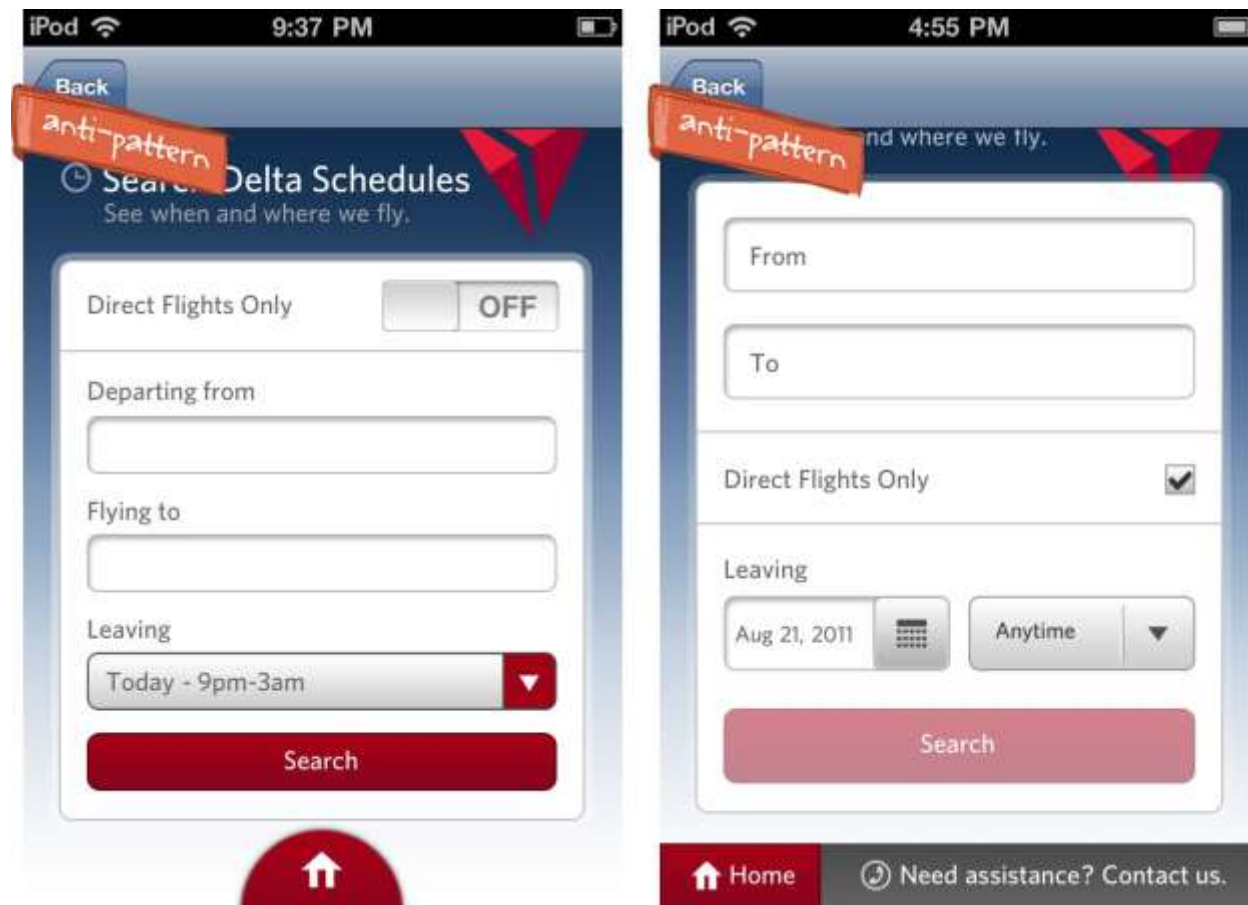 iPod 9:37 PM
Back
anti-pattern
Delta Schedules
See when and where we fly.
Direct Flights Only OFF
Departing from
Flying to
Leaving
Today - 9pm-3am
Search
iPod 4:55 PM
Back
anti-pattern
and where we fly.
From
To
Direct Flights Only
Leaving
Aug 21, 2011 Anytime
Search
Home Need assistance? Contact us.